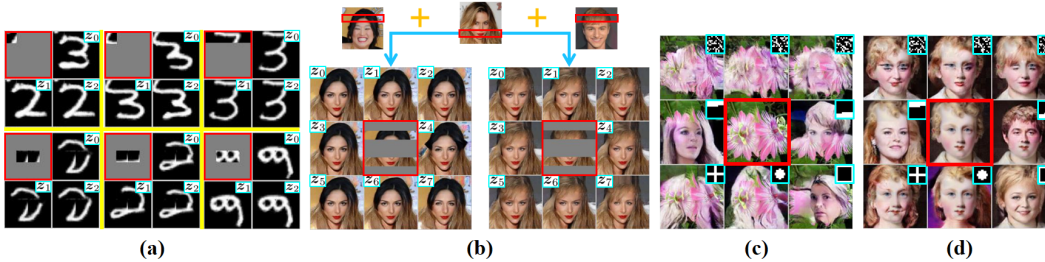 + +
z₀ z₀ z₀
z₁ z₂ z₁ z₂ z₁ z₂
z₀ z₀ z₀
z₁ z₂ z₁ z₂ z₁ z₂
(a)
z₀ z₁ z₂ z₀ z₁ z₂
z₃ z₄ z₃ z₄
z₅ z₆ z₇ z₅ z₆ z₇
(b)
(c)
(d)